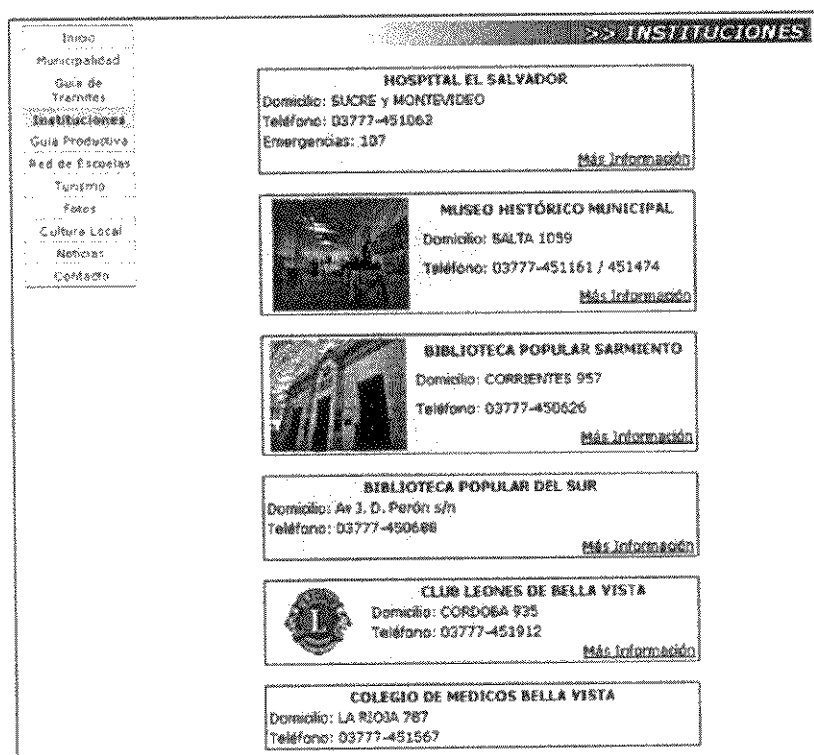 >> INSTITUCIONES
Inicio
Municipalidad
Guía de
Tramites
Instituciones
Guía Productiva
Red de Escuelas
Turismo
Fotos
Cultura Local
Noticias
Contacto
HOSPITAL EL SALVADOR
Domicilio: SUCRE y MONTEVIDEO
Teléfono: 03777-451063
Emergencias: 107
Más Información
MUSEO HISTÓRICO MUNICIPAL
Domicilio: SALTA 1059
Teléfono: 03777-451161 / 451474
Más Información
BIBLIOTECA POPULAR SARMIENTO
Domicilio: CORRIENTES 957
Teléfono: 03777-450626
Más Información
BIBLIOTECA POPULAR DEL SUR
Domicilio: Av J. D. Perón s/n
Teléfono: 03777-450688
Más Información
CLUB LEONES DE BELLA VISTA
L
Domicilio: CORDOBA 935
Teléfono: 03777-451912
Más Información
COLEGIO DE MEDICOS BELLA VISTA
Domicilio: LA RIOJA 787
Teléfono: 03777-451567